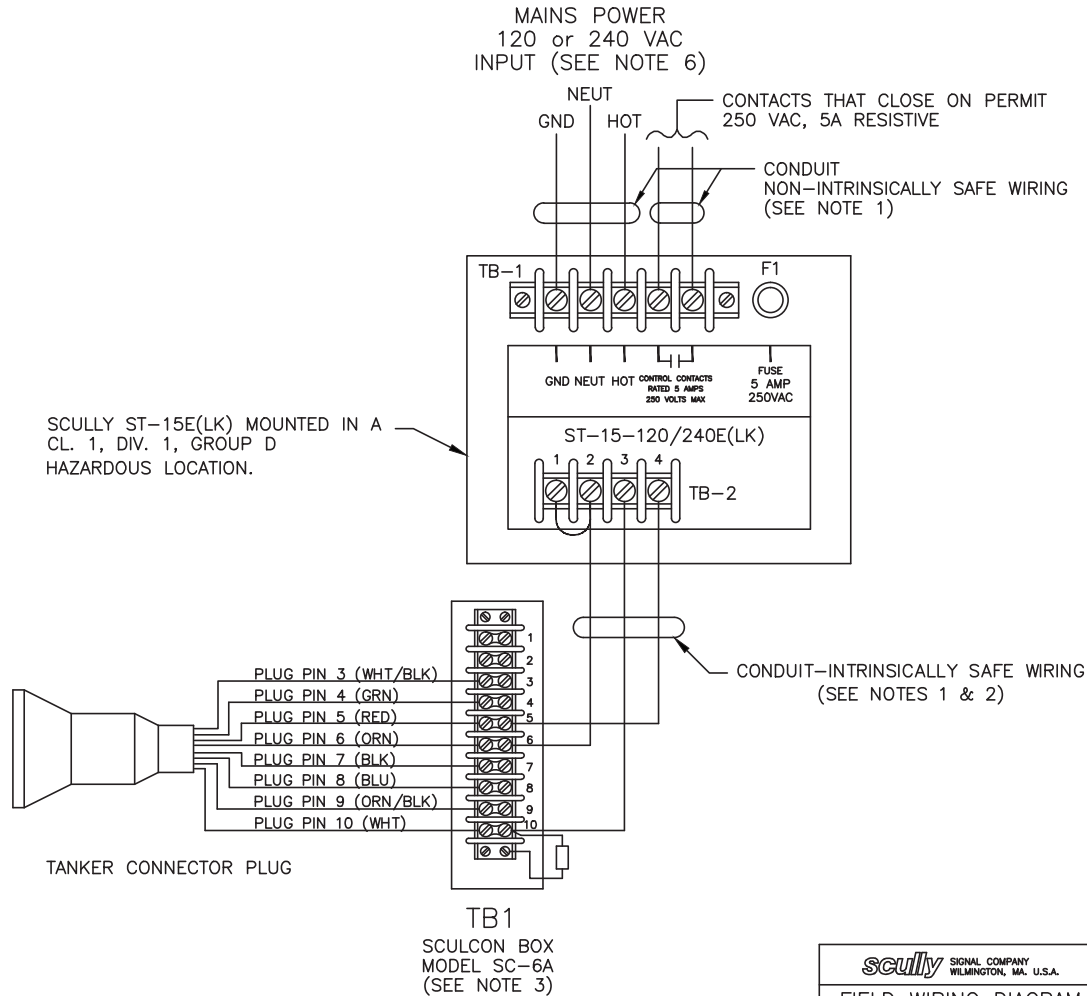 MAINS POWER
120 or 240 VAC
INPUT (SEE NOTE 6)
NEUT
GND
HOT
CONTACTS THAT CLOSE ON PERMIT
250 VAC, 5A RESISTIVE
CONDUIT
NON-INTRINSICALLY SAFE WIRING
(SEE NOTE 1)
TB-1
F1
GND NEUT HOT
CONTROL CONTACTS
RATED 5 AMPS
250 VOLTS MAX
FUSE
5 AMP
250VAC
SCULLY ST-15E(LK) MOUNTED IN A
CL. 1, DIV. 1, GROUP D
HAZARDOUS LOCATION.
ST-15-120/240E(LK)
1 2 3 4
TB-2
CONDUIT-INTRINSICALLY SAFE WIRING
(SEE NOTES 1 & 2)
1
2
PLUG PIN 3 (WHT/BLK) 3
PLUG PIN 4 (GRN) 4
PLUG PIN 5 (RED) 5
PLUG PIN 6 (ORN) 6
PLUG PIN 7 (BLK) 7
PLUG PIN 8 (BLU) 8
PLUG PIN 9 (ORN/BLK) 9
PLUG PIN 10 (WHT) 10
TANKER CONNECTOR PLUG
TB1
SCULCON BOX
MODEL SC-6A
(SEE NOTE 3)
scully SIGNAL COMPANY
WILMINGTON, MA. U.S.A.
FIELD WIRING DIAGRAM